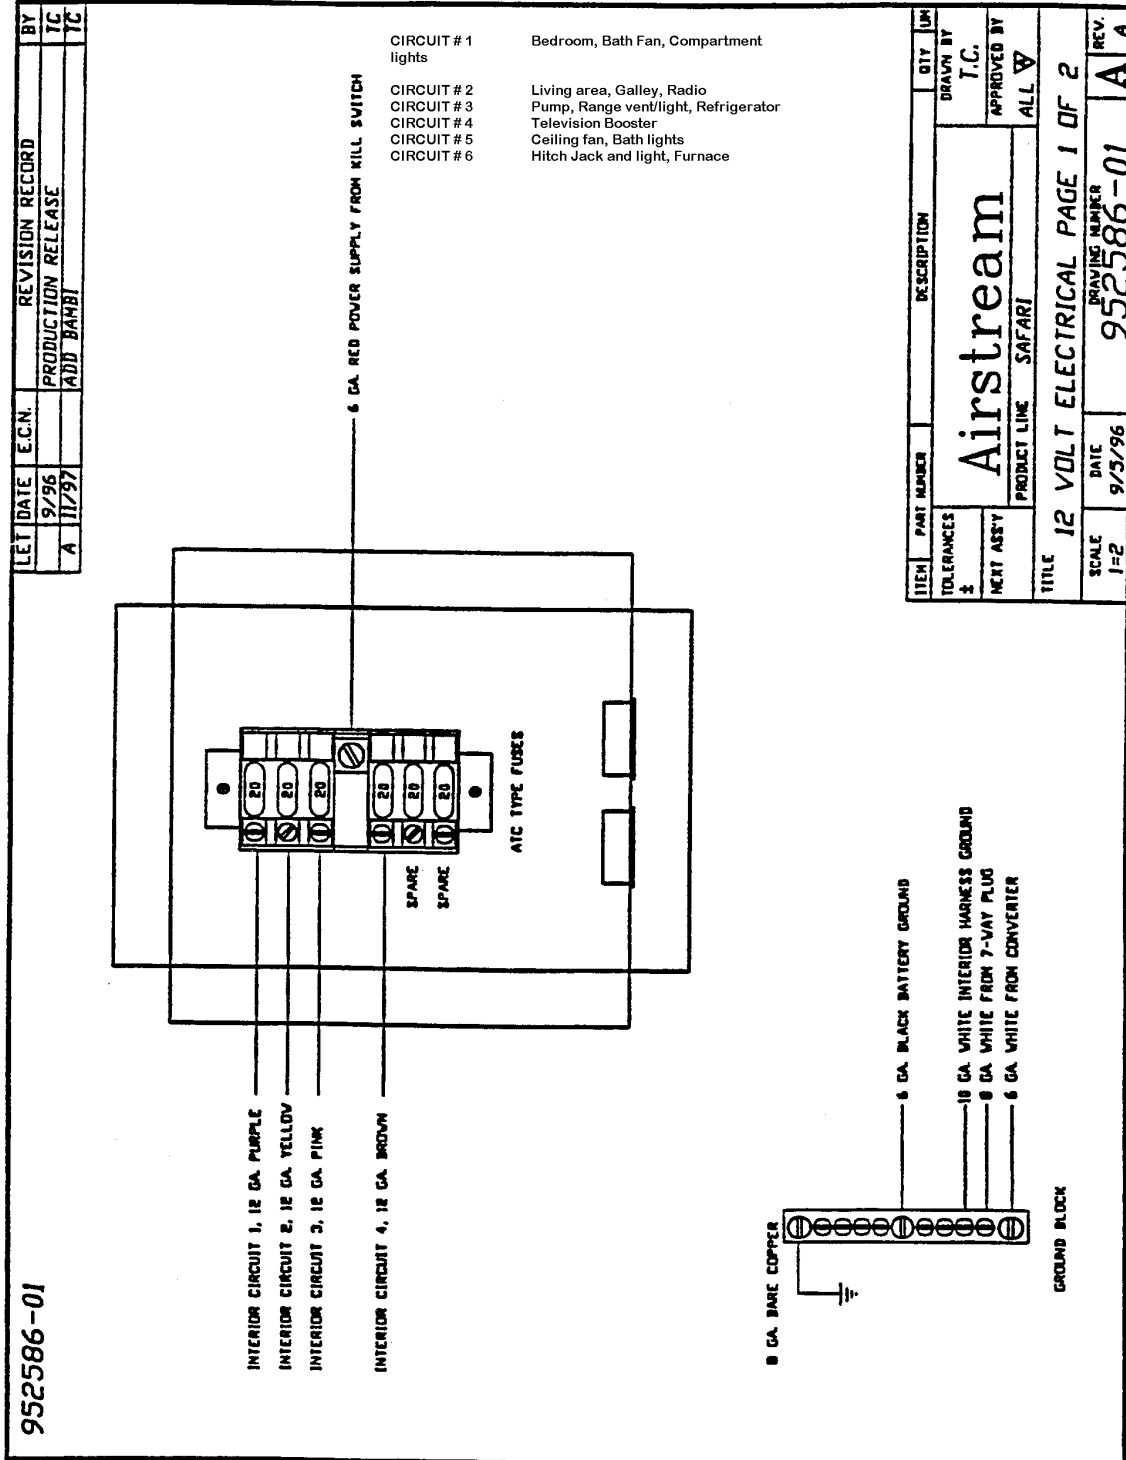 CIRCUIT # 1 Bedroom, Bath Fan, Compartment
lights
CIRCUIT # 2 Living area, Galley, Radio
CIRCUIT # 3 Pump, Range vent/light, Refrigerator
CIRCUIT # 4 Television Booster
CIRCUIT # 5 Ceiling fan, Bath lights
CIRCUIT # 6 Hitch Jack and light, Furnace
952586-01
LET DATE E.C.N. REVISION RECORD BY
9/96 PRODUCTION RELEASE TC
A 11/97 ADD BAMBI TC
INTERIOR CIRCUIT 1, 12 GA. PURPLE
INTERIOR CIRCUIT 2, 12 GA. YELLOW
INTERIOR CIRCUIT 3, 12 GA. PINK
INTERIOR CIRCUIT 4, 12 GA. BROWN
6 GA. RED POWER SUPPLY FROM KILL SWITCH
20
20
20
20
20
20
SPARE
SPARE
ATC TYPE FUSES
8 GA. BARE COPPER
6 GA. BLACK BATTERY GROUND
10 GA. WHITE INTERIOR HARNESS GROUND
8 GA. WHITE FROM 7-WAY PLUG
6 GA. WHITE FROM CONVERTER
GROUND BLOCK
ITEM PART NUMBER DESCRIPTION QTY UM
TOLERANCES
±
NEXT ASS'Y
Airstream
PRODUCT LINE SAFARI
DRAWN BY
T.C.
APPROVED BY
ALL
TITLE 12 VOLT ELECTRICAL PAGE 1 OF 2
SCALE
1=2
DATE
9/5/96
DRAWING NUMBER
952586-01
A
REV.
A